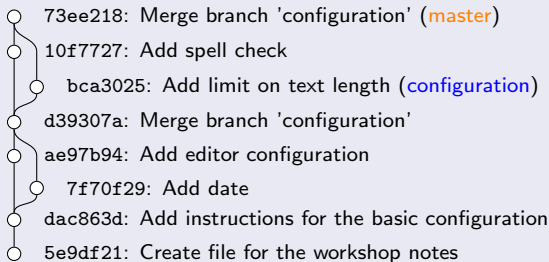 73ee218: Merge branch 'configuration' (master)
10f7727: Add spell check
bca3025: Add limit on text length (configuration)
d39307a: Merge branch 'configuration'
ae97b94: Add editor configuration
7f70f29: Add date
dac863d: Add instructions for the basic configuration
5e9df21: Create file for the workshop notes